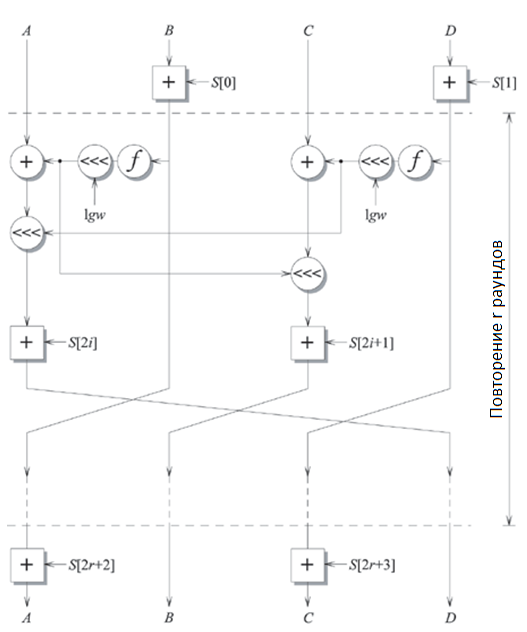 A B C D
+ S[0] + S[1]
+ <<< f + <<< f
lgw lgw
<<<
<<<
+ S[2i] + S[2i+1]
Повторение r раундов
+ S[2r+2] + S[2r+3]
A B C D